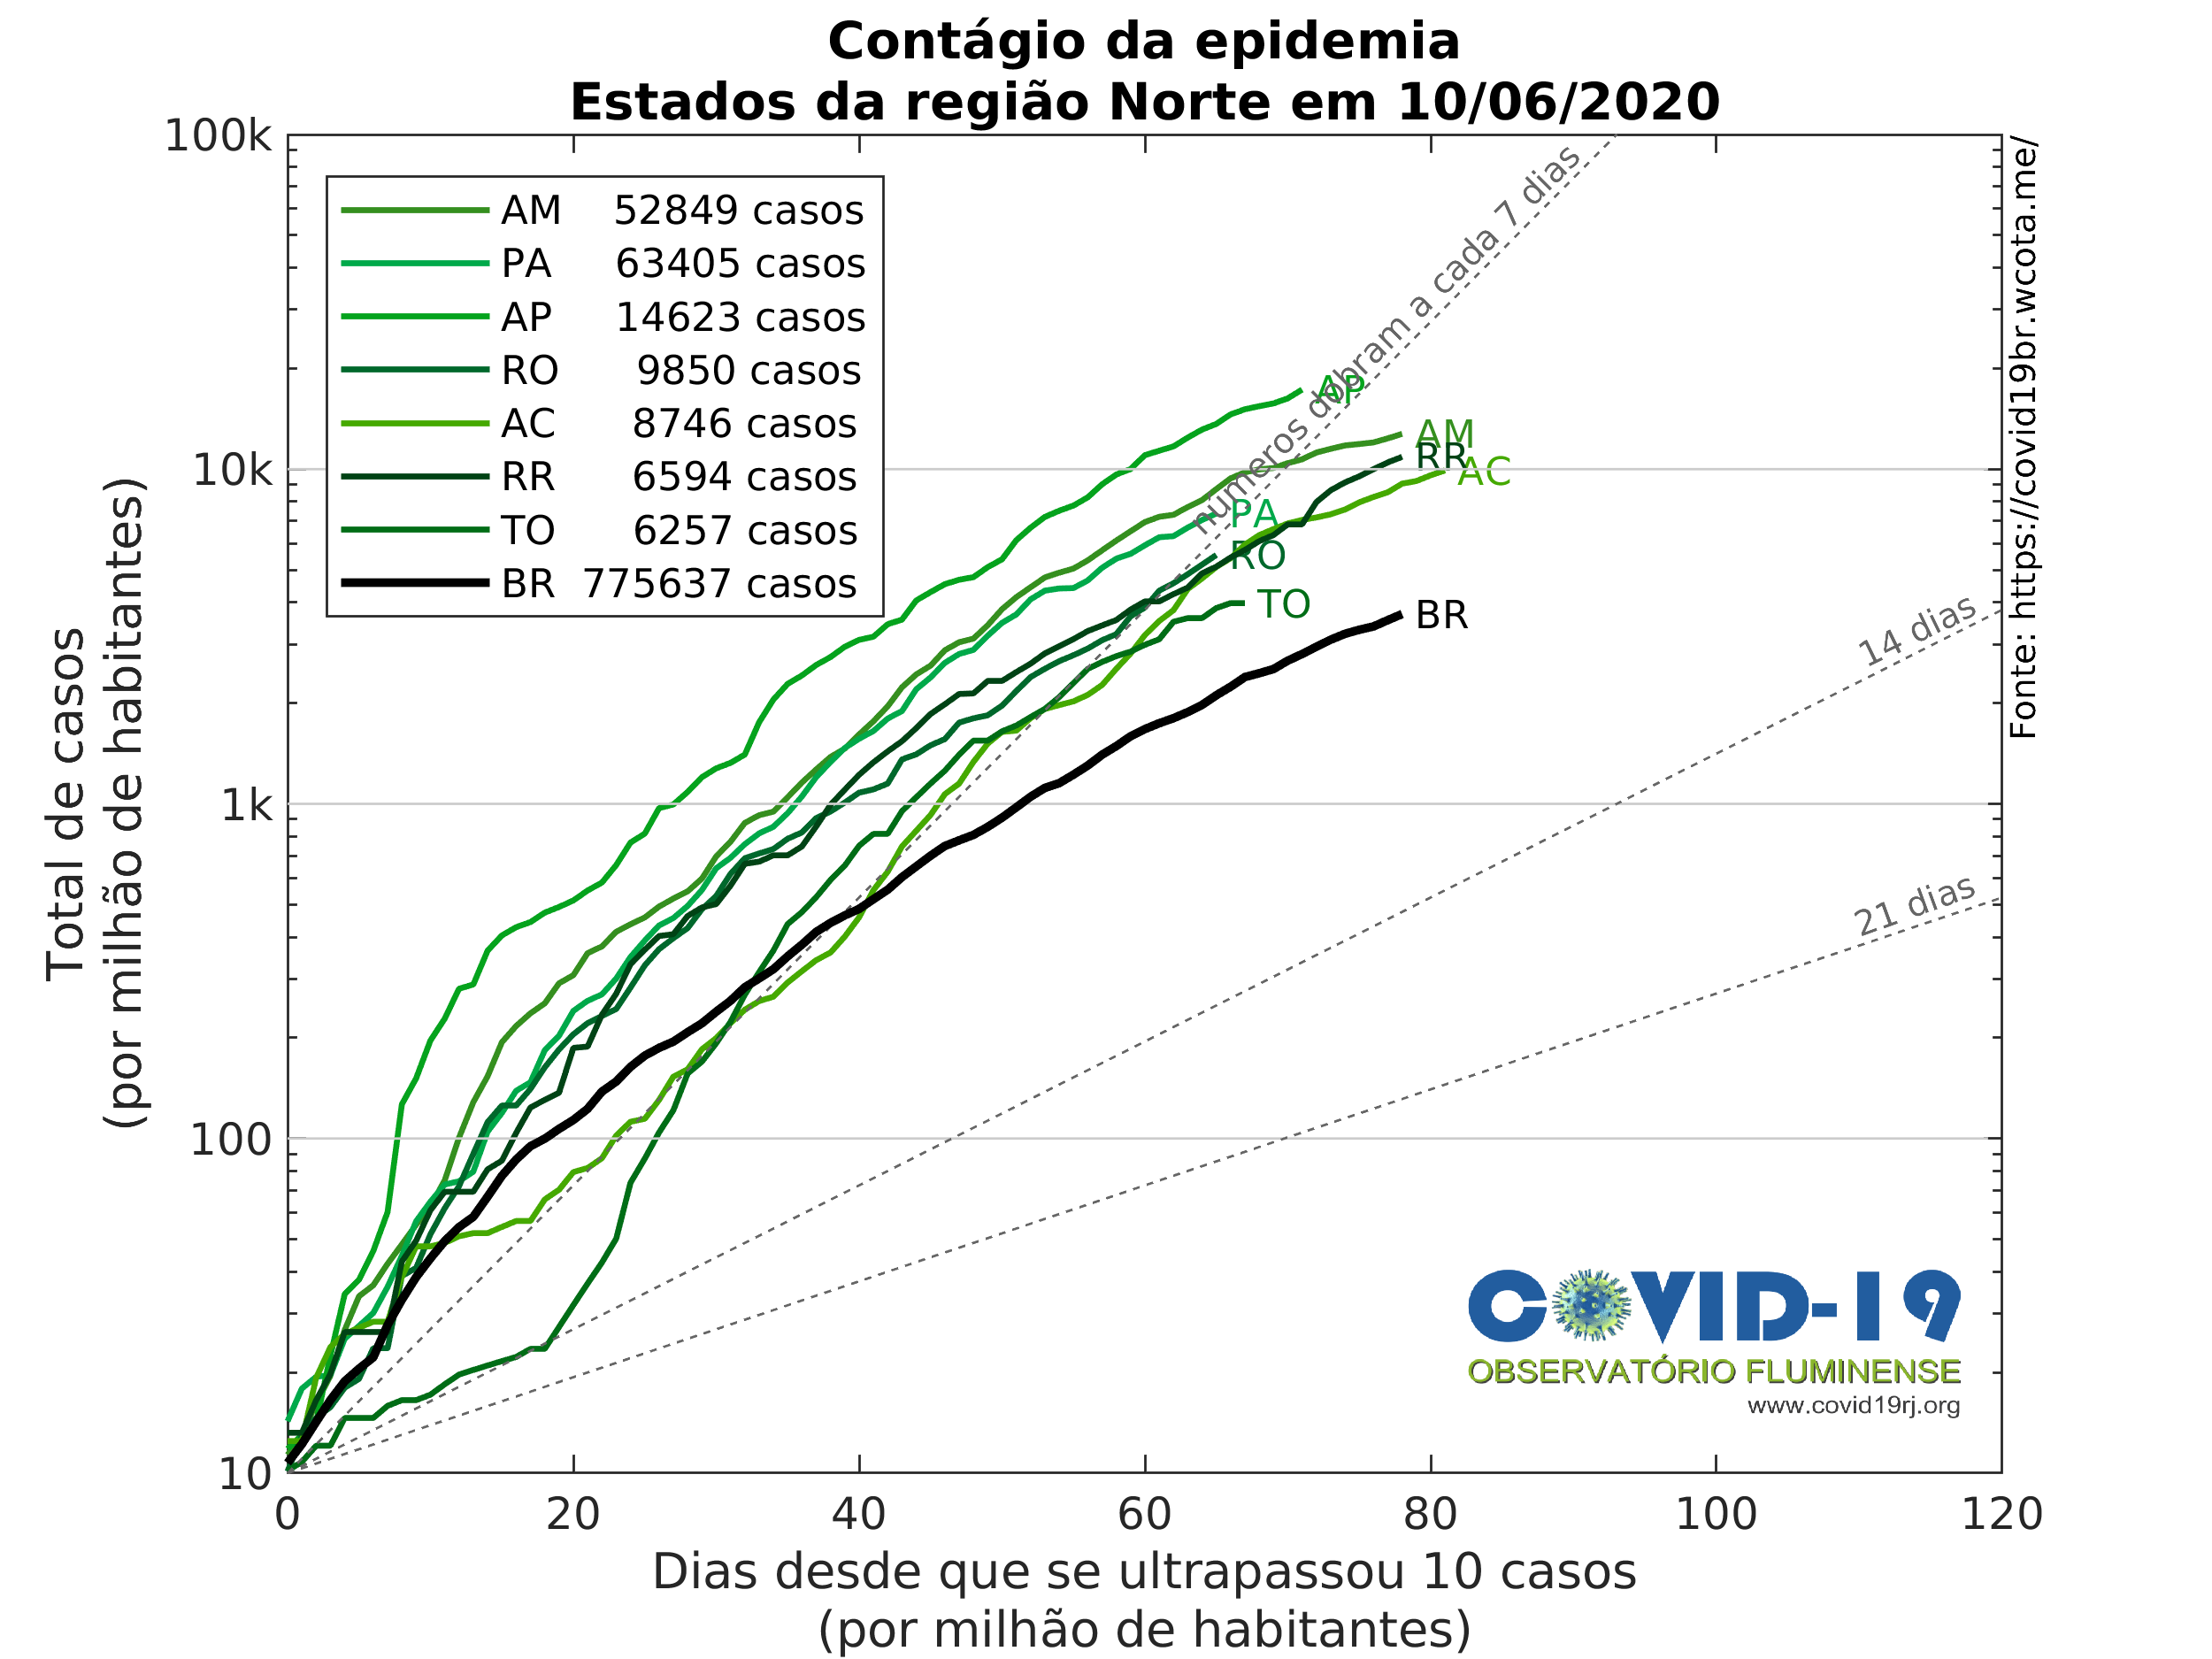 Contágio da epidemia
Estados da região Norte em 10/06/2020
100k
10k
1k
100
10
Total de casos
(por milhão de habitantes)
AM 52849 casos
PA 63405 casos
AP 14623 casos
RO 9850 casos
AC 8746 casos
RR 6594 casos
TO 6257 casos
BR 775637 casos
números dobram a cada 7 dias
14 dias
21 dias
AP
AM
RR
AC
PA
RO
TO
BR
Fonte: https://covid19br.wcota.me/
COVID-19
OBSERVATÓRIO FLUMINENSE
www.covid19rj.org
0 20 40 60 80 100 120
Dias desde que se ultrapassou 10 casos
(por milhão de habitantes)